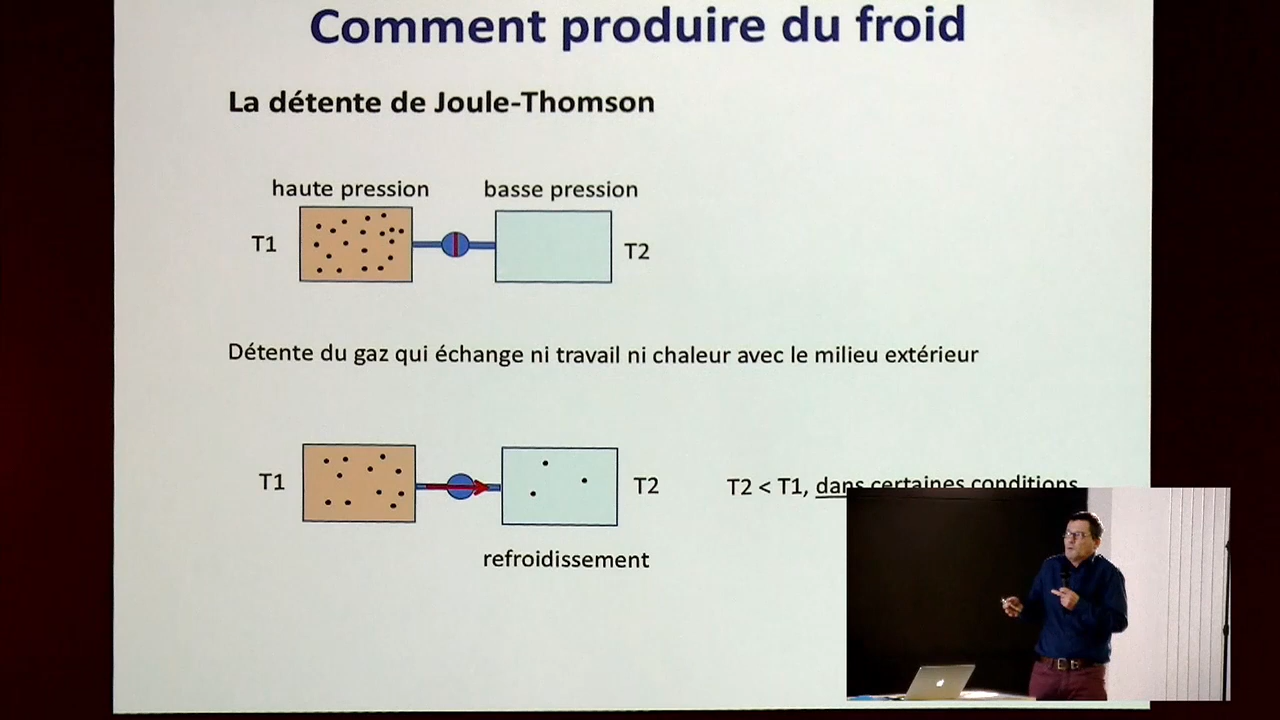 Comment produire du froid
La détente de Joule-Thomson
haute pression basse pression
T1
T2
Détente du gaz qui échange ni travail ni chaleur avec le milieu extérieur
T1
T2
T2 < T1, dans certaines conditions
refroidissement